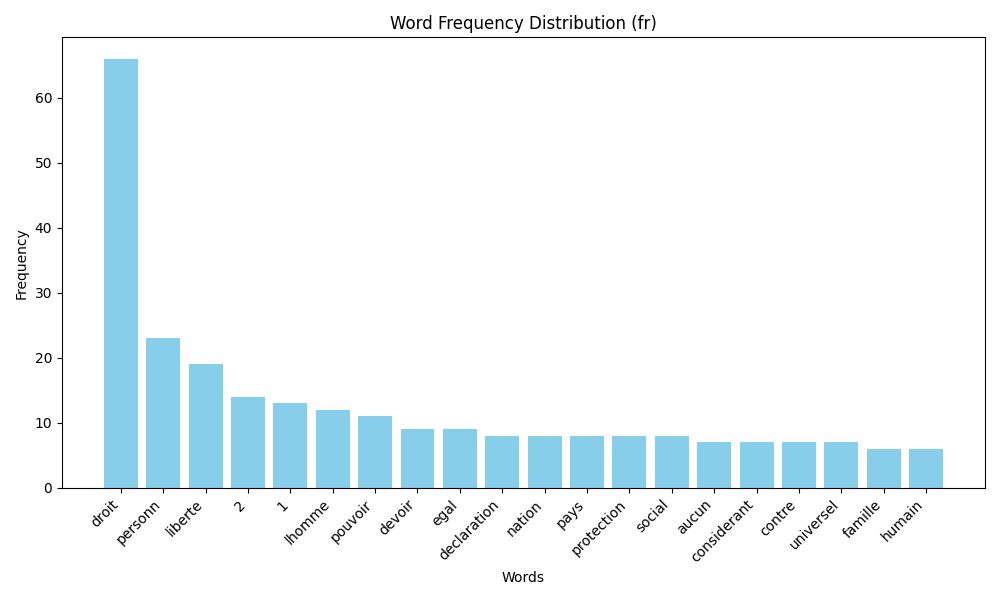 Word Frequency Distribution (fr)
Frequency
60
50
40
30
20
10
0
droit
personn
liberte
2
1
lhomme
pouvoir
devoir
egal
declaration
nation
pays
protection
social
aucun
considerant
contre
universel
famille
humain
Words